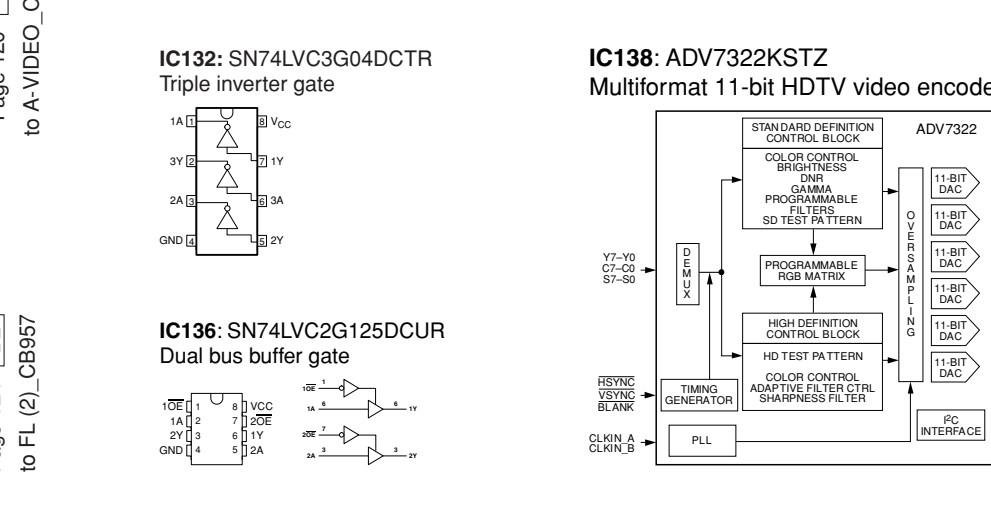 to A-VIDEO_C
to FL (2)_CB957
IC132: SN74LVC3G04DCTR
Triple inverter gate
1A 1
8 VCC
3Y 2
7 1Y
2A 3
6 3A
GND 4
5 2Y
IC136: SN74LVC2G125DCUR
Dual bus buffer gate
1OE 1
8 VCC
1A 2
7 2OE
2Y 3
6 1Y
GND 4
5 2A
1OE 1
1A 6
6 1Y
2OE 7
2A 3
3 2Y
IC138: ADV7322KSTZ
Multiformat 11-bit HDTV video encode
ADV7322
STANDARD DEFINITION
CONTROL BLOCK
COLOR CONTROL
BRIGHTNESS
DNR
GAMMA
PROGRAMMABLE
FILTERS
SD TEST PATTERN
Y7–Y0
C7–C0
S7–S0
DEMUX
PROGRAMMABLE
RGB MATRIX
HIGH DEFINITION
CONTROL BLOCK
HD TEST PATTERN
COLOR CONTROL
ADAPTIVE FILTER CTRL
SHARPNESS FILTER
HSYNC
VSYNC
BLANK
TIMING
GENERATOR
CLKIN_A
CLKIN_B
PLL
OVERSAMPLING
11-BIT
DAC
11-BIT
DAC
11-BIT
DAC
11-BIT
DAC
11-BIT
DAC
11-BIT
DAC
I²C
INTERFACE